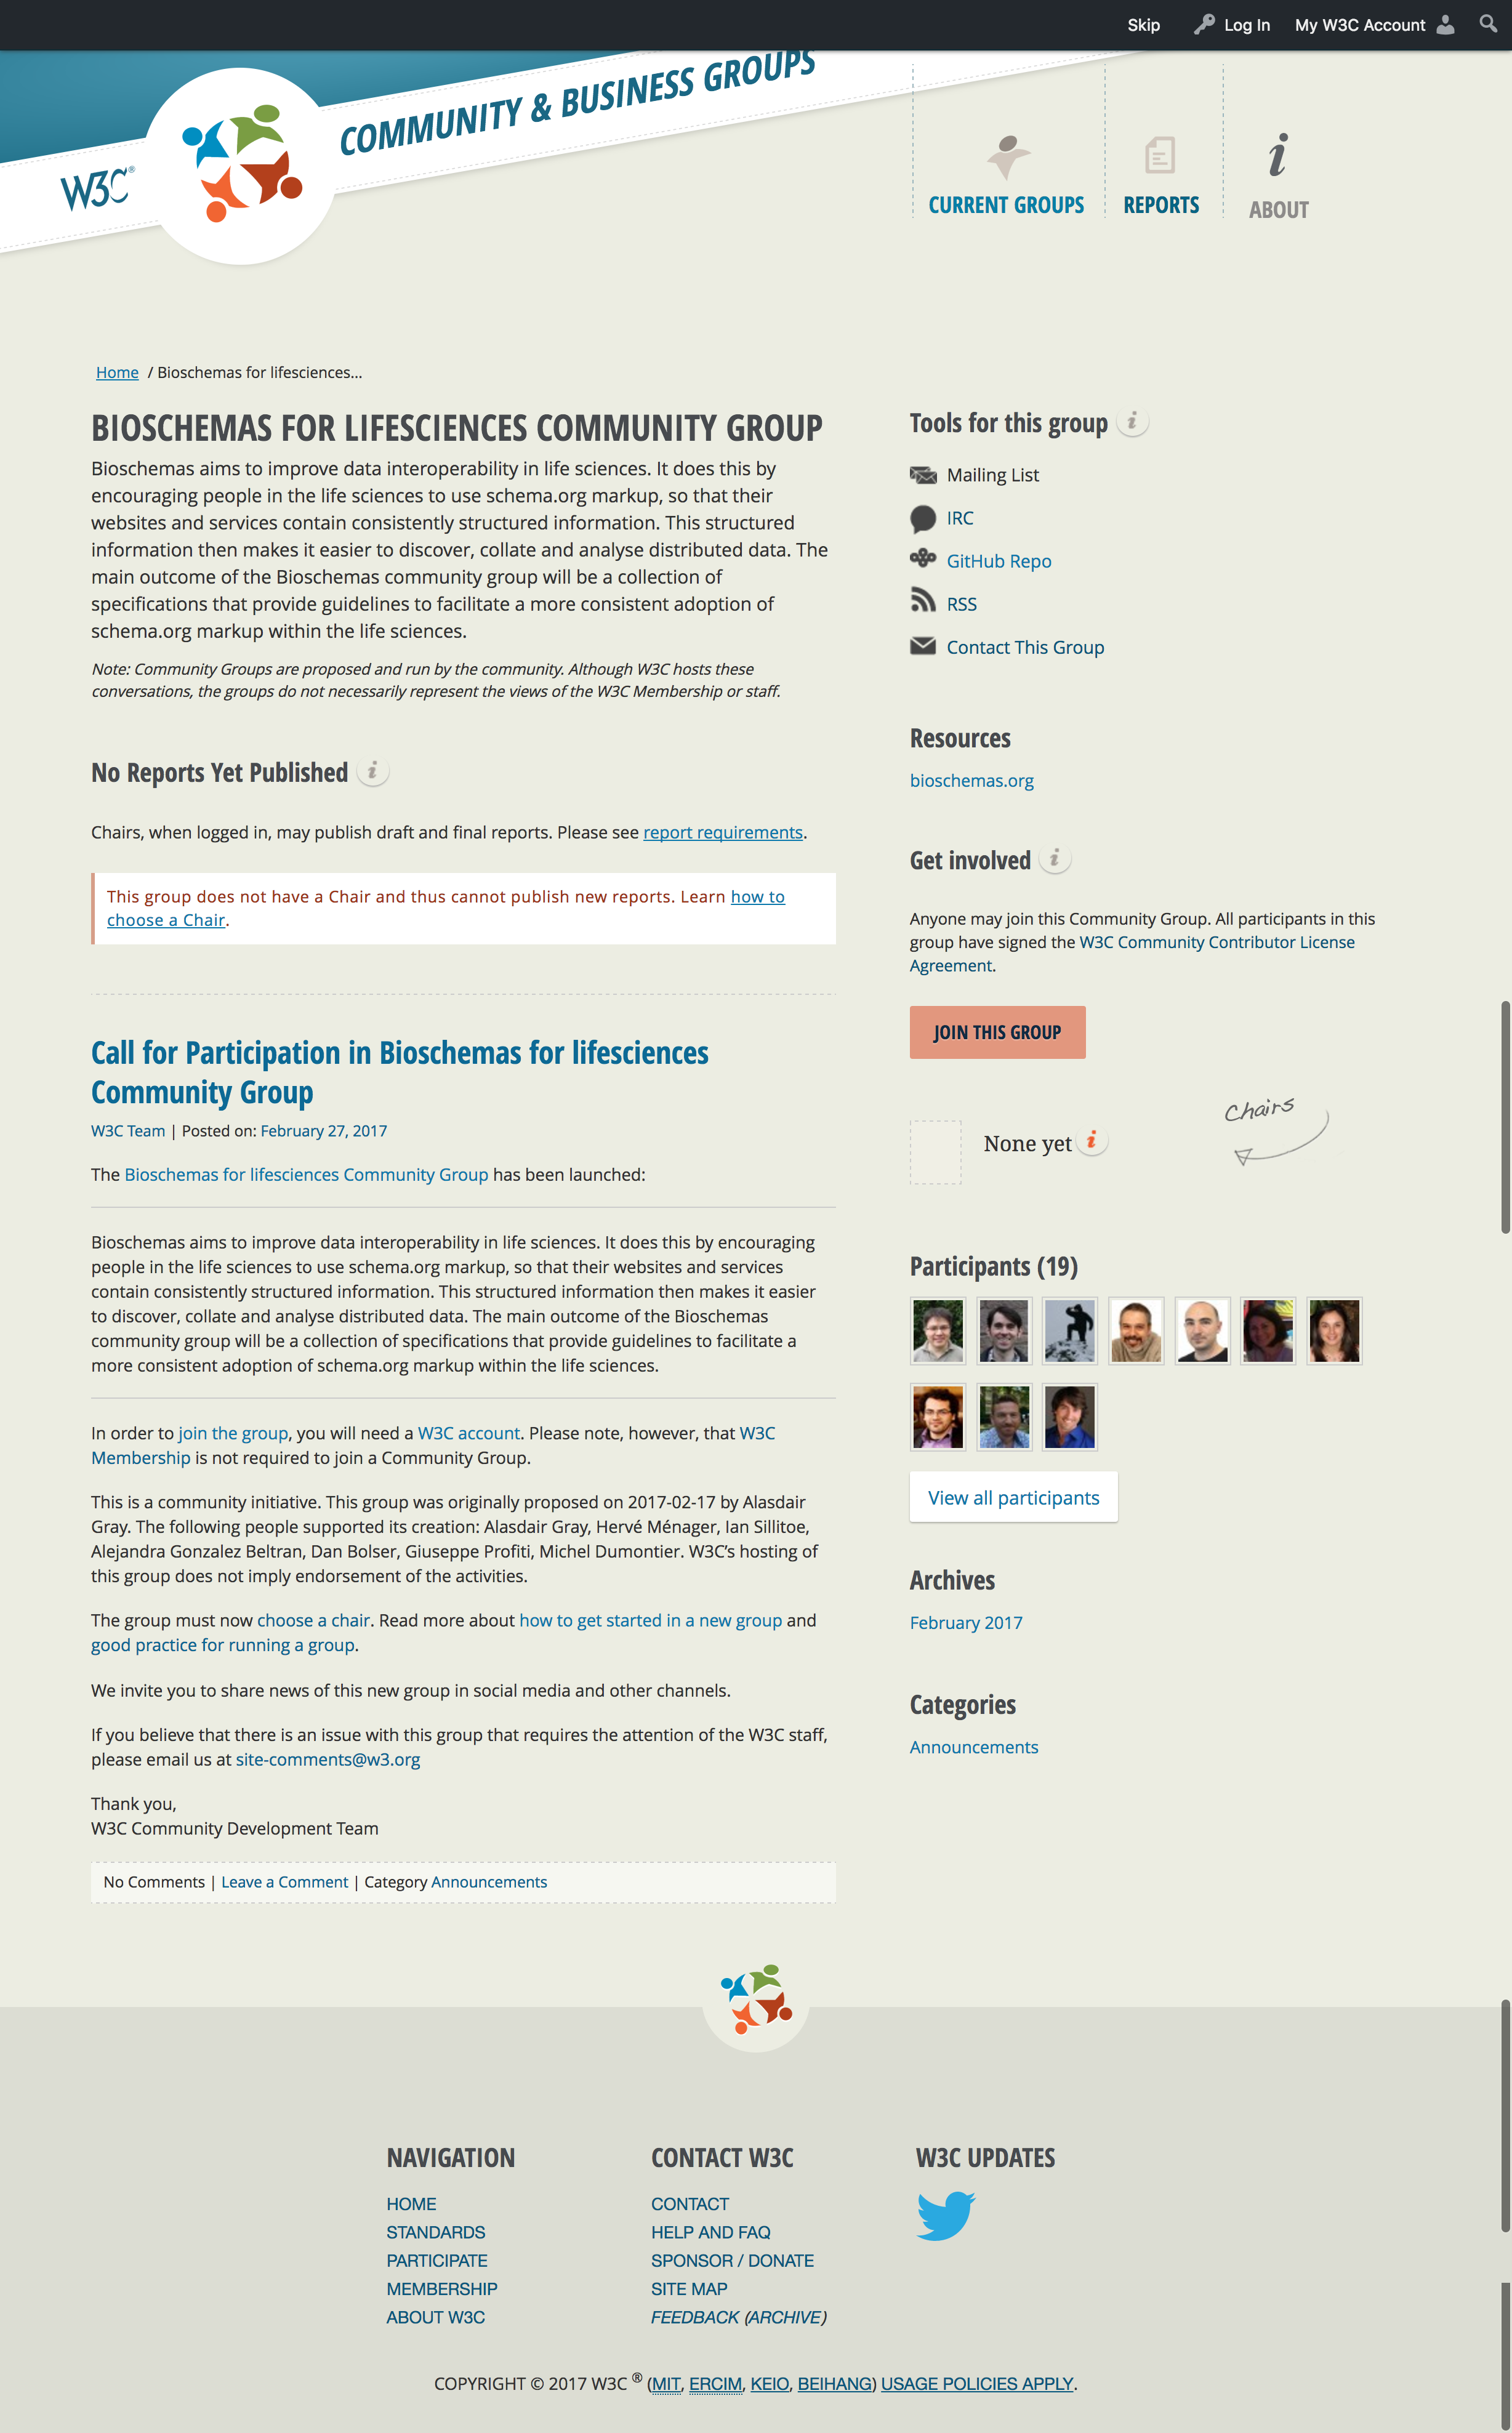 Skip Log In My W3C Account
W3C®
COMMUNITY & BUSINESS GROUPS
CURRENT GROUPS
REPORTS
ABOUT
Home / Bioschemas for lifesciences...
BIOSCHEMAS FOR LIFESCIENCES COMMUNITY GROUP
Bioschemas aims to improve data interoperability in life sciences. It does this by
encouraging people in the life sciences to use schema.org markup, so that their
websites and services contain consistently structured information. This structured
information then makes it easier to discover, collate and analyse distributed data. The
main outcome of the Bioschemas community group will be a collection of
specifications that provide guidelines to facilitate a more consistent adoption of
schema.org markup within the life sciences.
Note: Community Groups are proposed and run by the community. Although W3C hosts these
conversations, the groups do not necessarily represent the views of the W3C Membership or staff.
No Reports Yet Published i
Chairs, when logged in, may publish draft and final reports. Please see report requirements.
This group does not have a Chair and thus cannot publish new reports. Learn how to
choose a Chair.
Call for Participation in Bioschemas for lifesciences
Community Group
W3C Team | Posted on: February 27, 2017
The Bioschemas for lifesciences Community Group has been launched:
Bioschemas aims to improve data interoperability in life sciences. It does this by encouraging
people in the life sciences to use schema.org markup, so that their websites and services
contain consistently structured information. This structured information then makes it easier
to discover, collate and analyse distributed data. The main outcome of the Bioschemas
community group will be a collection of specifications that provide guidelines to facilitate a
more consistent adoption of schema.org markup within the life sciences.
In order to join the group, you will need a W3C account. Please note, however, that W3C
Membership is not required to join a Community Group.
This is a community initiative. This group was originally proposed on 2017-02-17 by Alasdair
Gray. The following people supported its creation: Alasdair Gray, Hervé Ménager, Ian Sillitoe,
Alejandra Gonzalez Beltran, Dan Bolser, Giuseppe Profiti, Michel Dumontier. W3C’s hosting of
this group does not imply endorsement of the activities.
The group must now choose a chair. Read more about how to get started in a new group and
good practice for running a group.
We invite you to share news of this new group in social media and other channels.
If you believe that there is an issue with this group that requires the attention of the W3C staff,
please email us at site-comments@w3.org
Thank you,
W3C Community Development Team
No Comments | Leave a Comment | Category Announcements
Tools for this group i
Mailing List
IRC
GitHub Repo
RSS
Contact This Group
Resources
bioschemas.org
Get involved i
Anyone may join this Community Group. All participants in this
group have signed the W3C Community Contributor License
Agreement.
JOIN THIS GROUP
Chairs
None yet i
Participants (19)
View all participants
Archives
February 2017
Categories
Announcements
NAVIGATION
HOME
STANDARDS
PARTICIPATE
MEMBERSHIP
ABOUT W3C
CONTACT W3C
CONTACT
HELP AND FAQ
SPONSOR / DONATE
SITE MAP
FEEDBACK (ARCHIVE)
W3C UPDATES
COPYRIGHT © 2017 W3C ® (MIT, ERCIM, KEIO, BEIHANG) USAGE POLICIES APPLY.